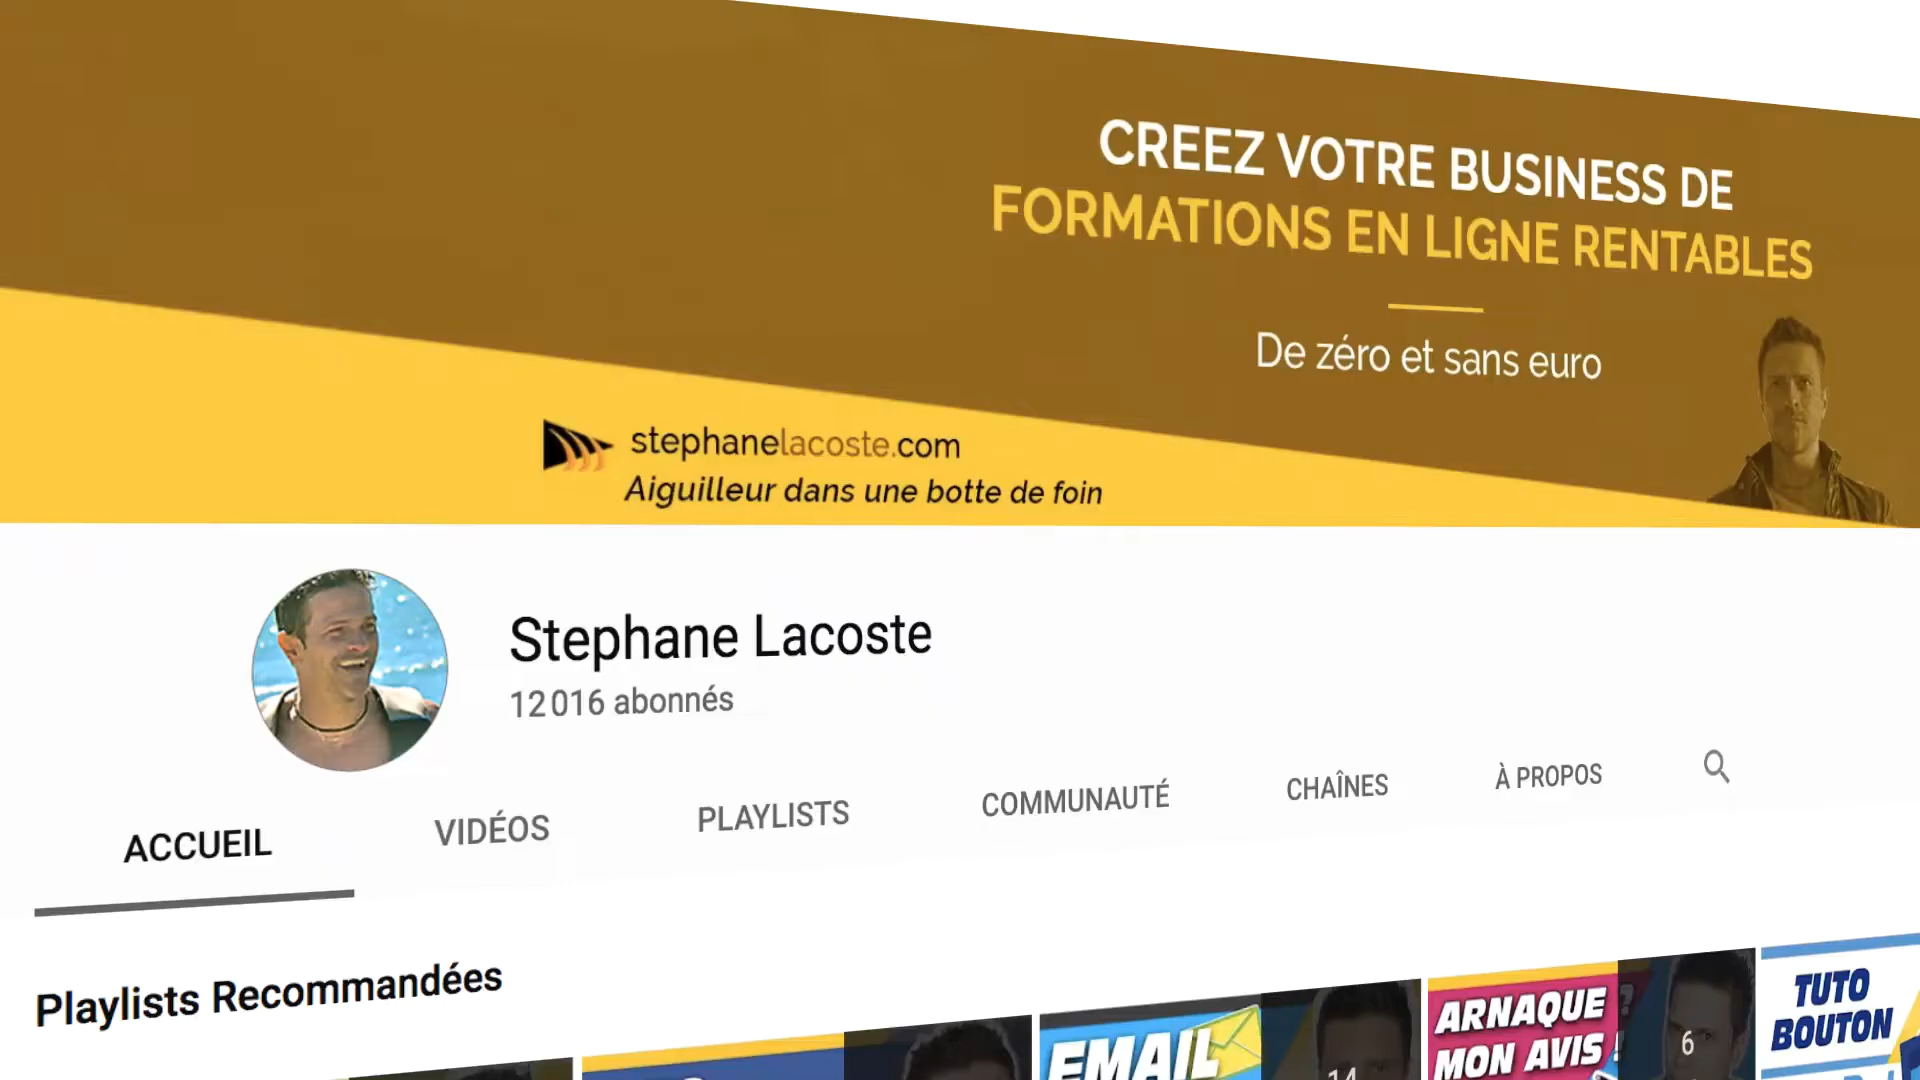 CREEZ VOTRE BUSINESS DE
FORMATIONS EN LIGNE RENTABLES
De zéro et sans euro
stephanelacoste.com
Aiguilleur dans une botte de foin
Stephane Lacoste
12 016 abonnés
ACCUEIL
VIDÉOS
PLAYLISTS
COMMUNAUTÉ
CHAÎNES
À PROPOS
Playlists Recommandées
EMAIL
14
ARNAQUE ?
MON AVIS !
6
TUTO
BOUTON